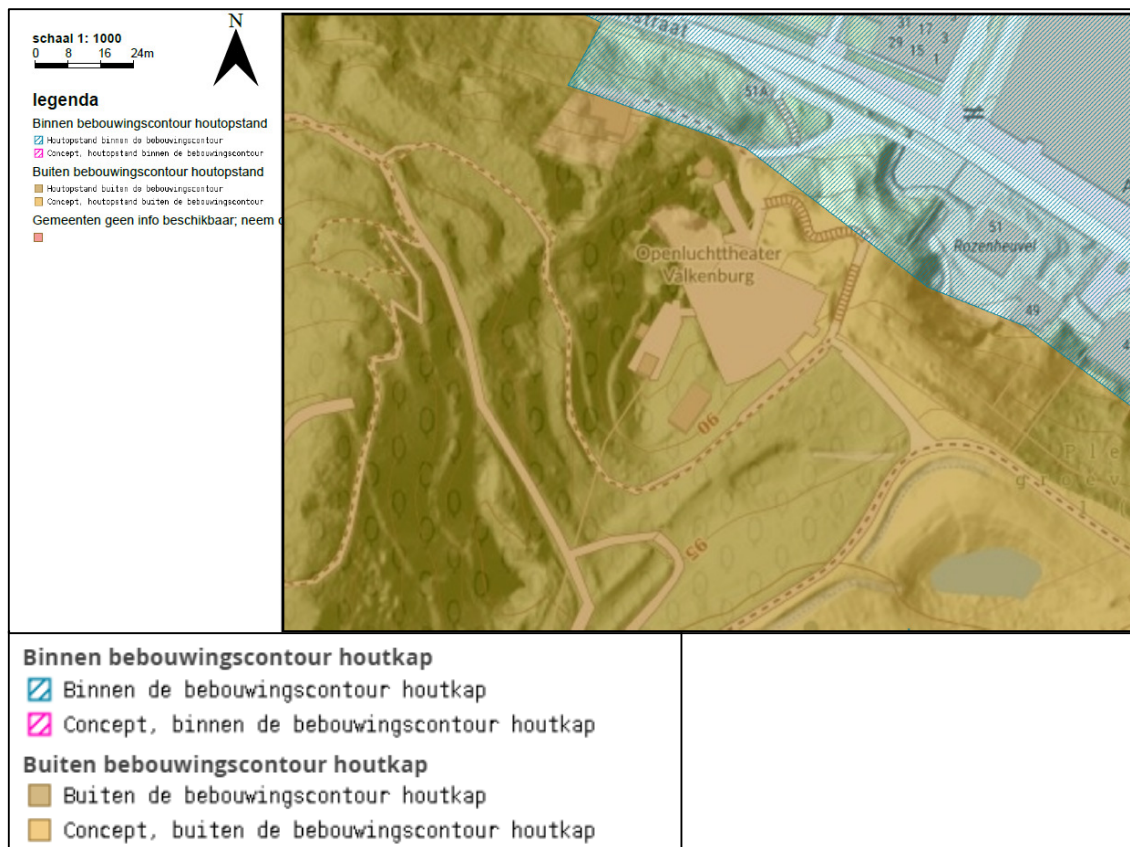 schaal 1: 1000
0 8 16 24m
N
legenda
Binnen bebouwingscontour houtopstand
Houtopstand binnen de bebouwingscontour
Concept, houtopstand binnen de bebouwingscontour
Buiten bebouwingscontour houtopstand
Houtopstand buiten de bebouwingscontour
Concept, houtopstand buiten de bebouwingscontour
Gemeenten geen info beschikbaar; neem
straat
31
17
3
29
15
1
51A
51
Rozenheuvel
49
Openluchttheater
Valkenburg
90
95
Binnen bebouwingscontour houtkap
Binnen de bebouwingscontour houtkap
Concept, binnen de bebouwingscontour houtkap
Buiten bebouwingscontour houtkap
Buiten de bebouwingscontour houtkap
Concept, buiten de bebouwingscontour houtkap